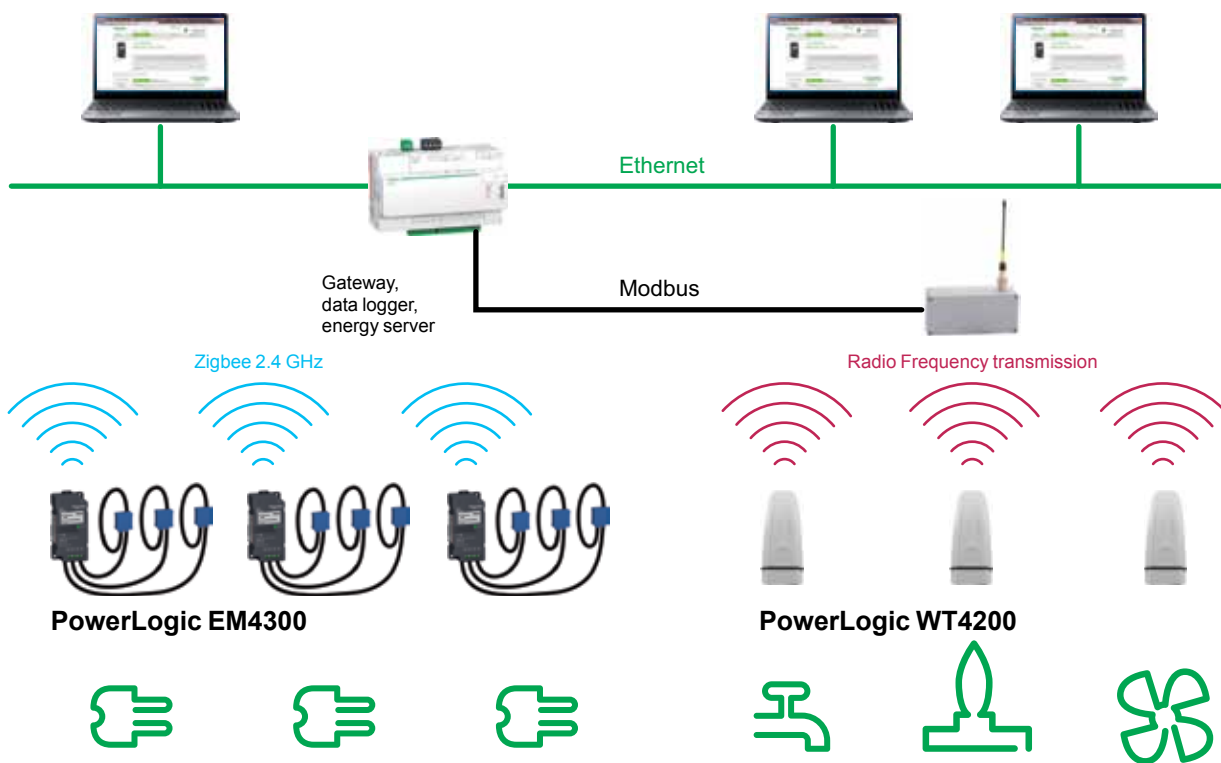 Ethernet
Gateway,
data logger,
energy server
Modbus
Zigbee 2.4 GHz
Radio Frequency transmission
PowerLogic EM4300
PowerLogic WT4200